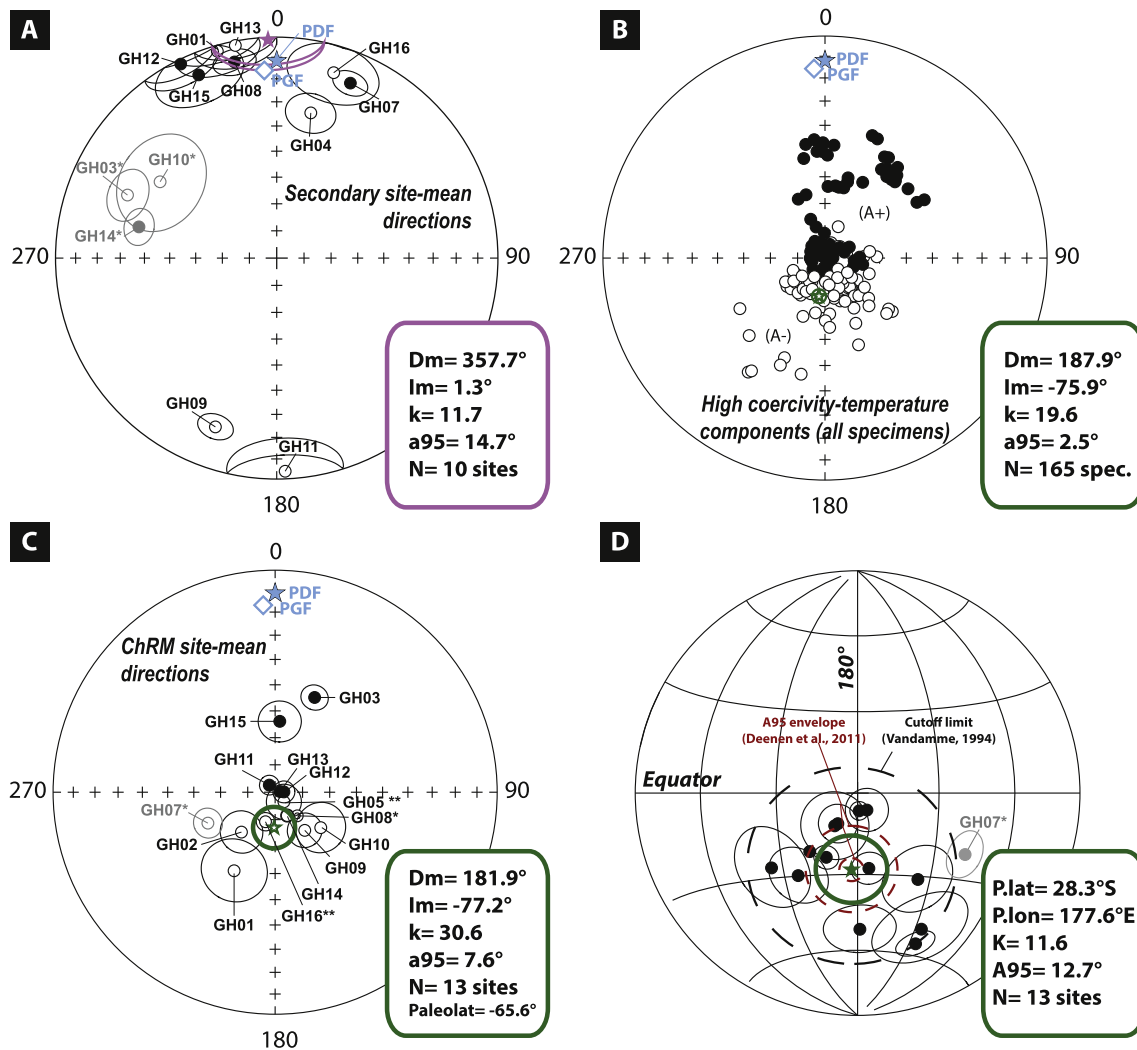 A
0
GH13
GH01
PDF
GH12
GH16
GH15
GH08
PGF
GH07
GH04
GH03*
GH10*
Secondary site-mean
directions
GH14*
270
90
GH09
GH11
180
Dm= 357.7°
Im= 1.3°
k= 11.7
a95= 14.7°
N= 10 sites
B
0
PDF
PGF
(A+)
270
90
(A-)
High coercivity-temperature
components (all specimens)
180
Dm= 187.9°
Im= -75.9°
k= 19.6
a95= 2.5°
N= 165 spec.
C
0
PDF
PGF
ChRM site-mean
directions
GH03
GH15
GH11
GH13
GH12
270
90
GH05 **
GH07*
GH08*
GH02
GH10
GH09
GH14
GH01
GH16**
180
Dm= 181.9°
Im= -77.2°
k= 30.6
a95= 7.6°
N= 13 sites
Paleolat= -65.6°
D
180°
A95 envelope
(Deenen et al., 2011)
Cutoff limit
(Vandamme, 1994)
Equator
GH07*
P.lat= 28.3°S
P.lon= 177.6°E
K= 11.6
A95= 12.7°
N= 13 sites